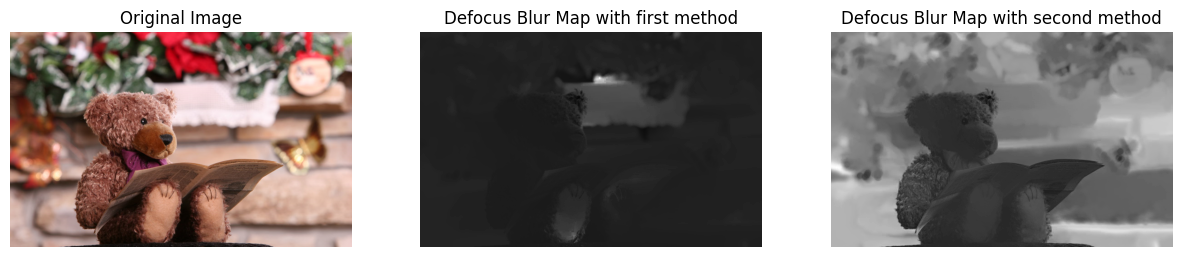 Original Image
Defocus Blur Map with first method
Defocus Blur Map with second method